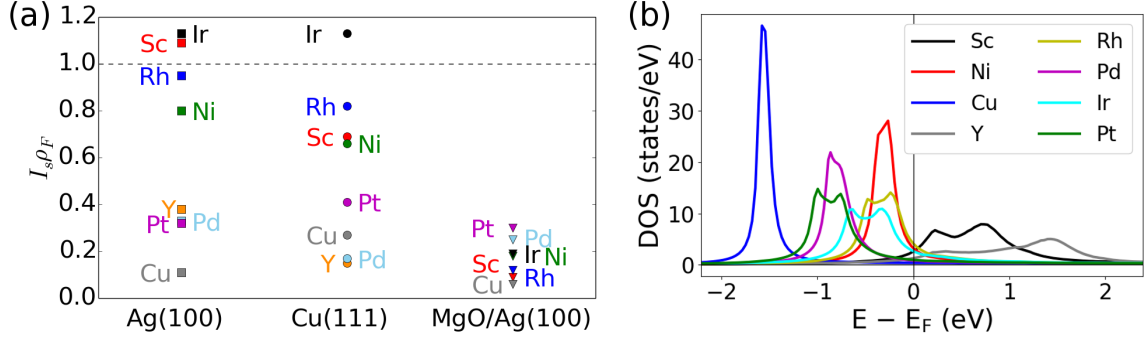 (a)
I_sρ_F
1.2
1.0
0.8
0.6
0.4
0.2
0.0
Ir
Sc
Rh
Ni
Y
Pt
Pd
Cu
Ir
Rh
Sc
Ni
Pt
Cu
Y
Pd
Pt
Pd
Ir
Ni
Sc
Rh
Cu
Ag(100)
Cu(111)
MgO/Ag(100)
(b)
DOS (states/eV)
50
40
30
20
10
0
Sc
Ni
Cu
Y
Rh
Pd
Ir
Pt
−2
−1
0
1
2
E − E_F (eV)